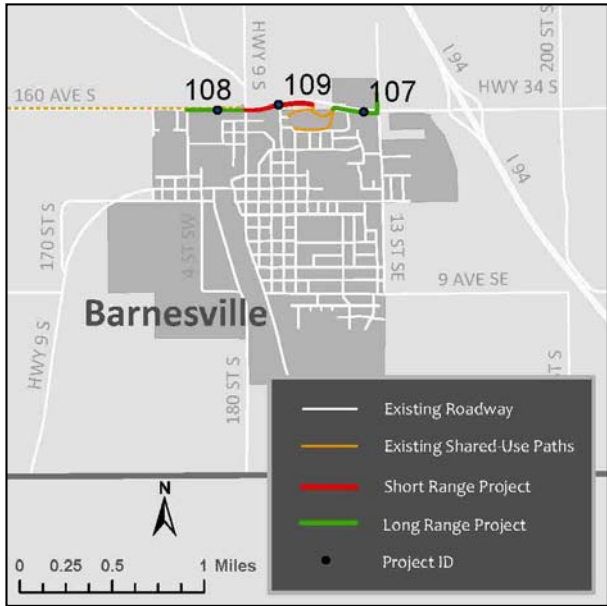 HWY 9 S
200 ST S
108
109
107
I 94
160 AVE S
HWY 34 S
I 94
170 ST S
4 ST SW
13 ST SE
9 AVE SE
Barnesville
HWY 9 S
180 ST S
Existing Roadway
Existing Shared-Use Paths
Short Range Project
Long Range Project
Project ID
N
0 0.25 0.5 1 Miles